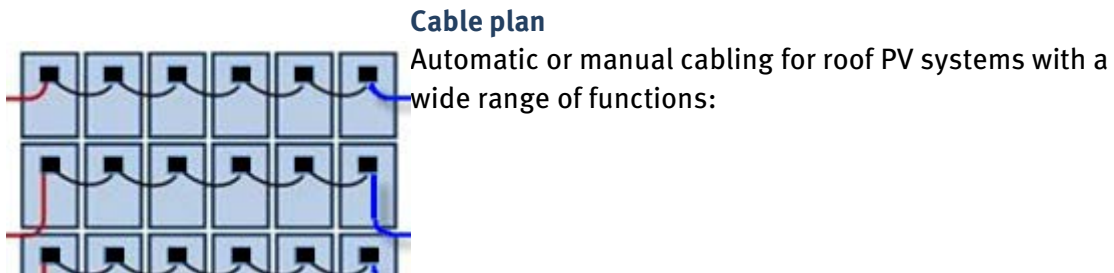 Cable plan
Automatic or manual cabling for roof PV systems with a
wide range of functions: